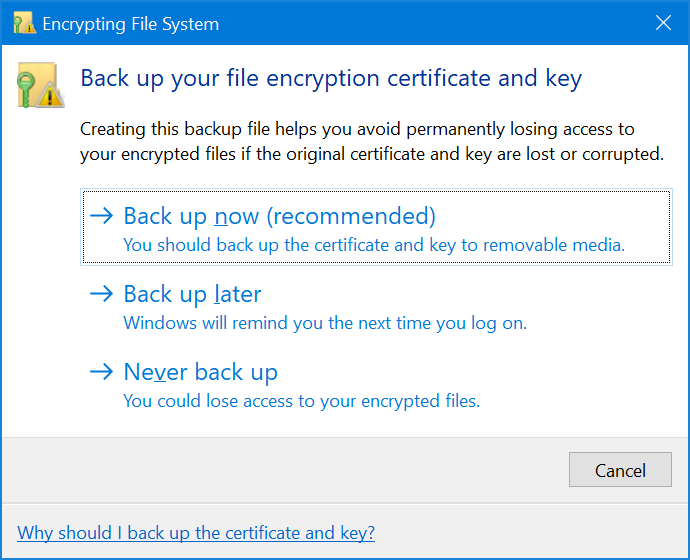 Encrypting File System
Back up your file encryption certificate and key
Creating this backup file helps you avoid permanently losing access to
your encrypted files if the original certificate and key are lost or corrupted.
Back up now (recommended)
You should back up the certificate and key to removable media.
Back up later
Windows will remind you the next time you log on.
Never back up
You could lose access to your encrypted files.
Cancel
Why should I back up the certificate and key?